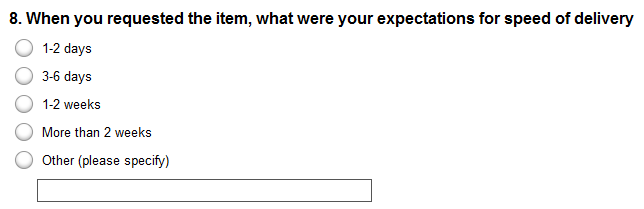 8. When you requested the item, what were your expectations for speed of delivery
1-2 days
3-6 days
1-2 weeks
More than 2 weeks
Other (please specify)